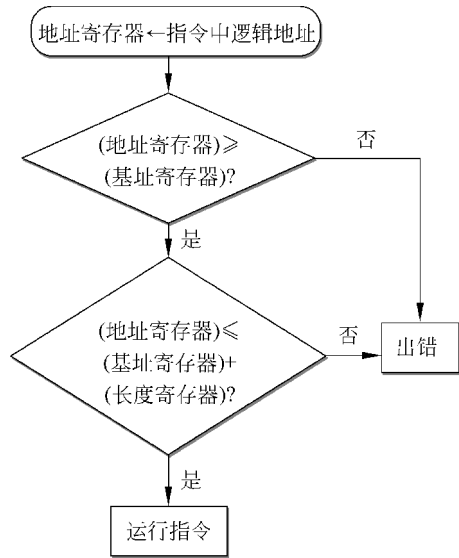 地址寄存器←指令中逻辑地址
(地址寄存器)≥
(基址寄存器)?
否
是
(地址寄存器)≤
(基址寄存器)+
(长度寄存器)?
否
出错
是
运行指令